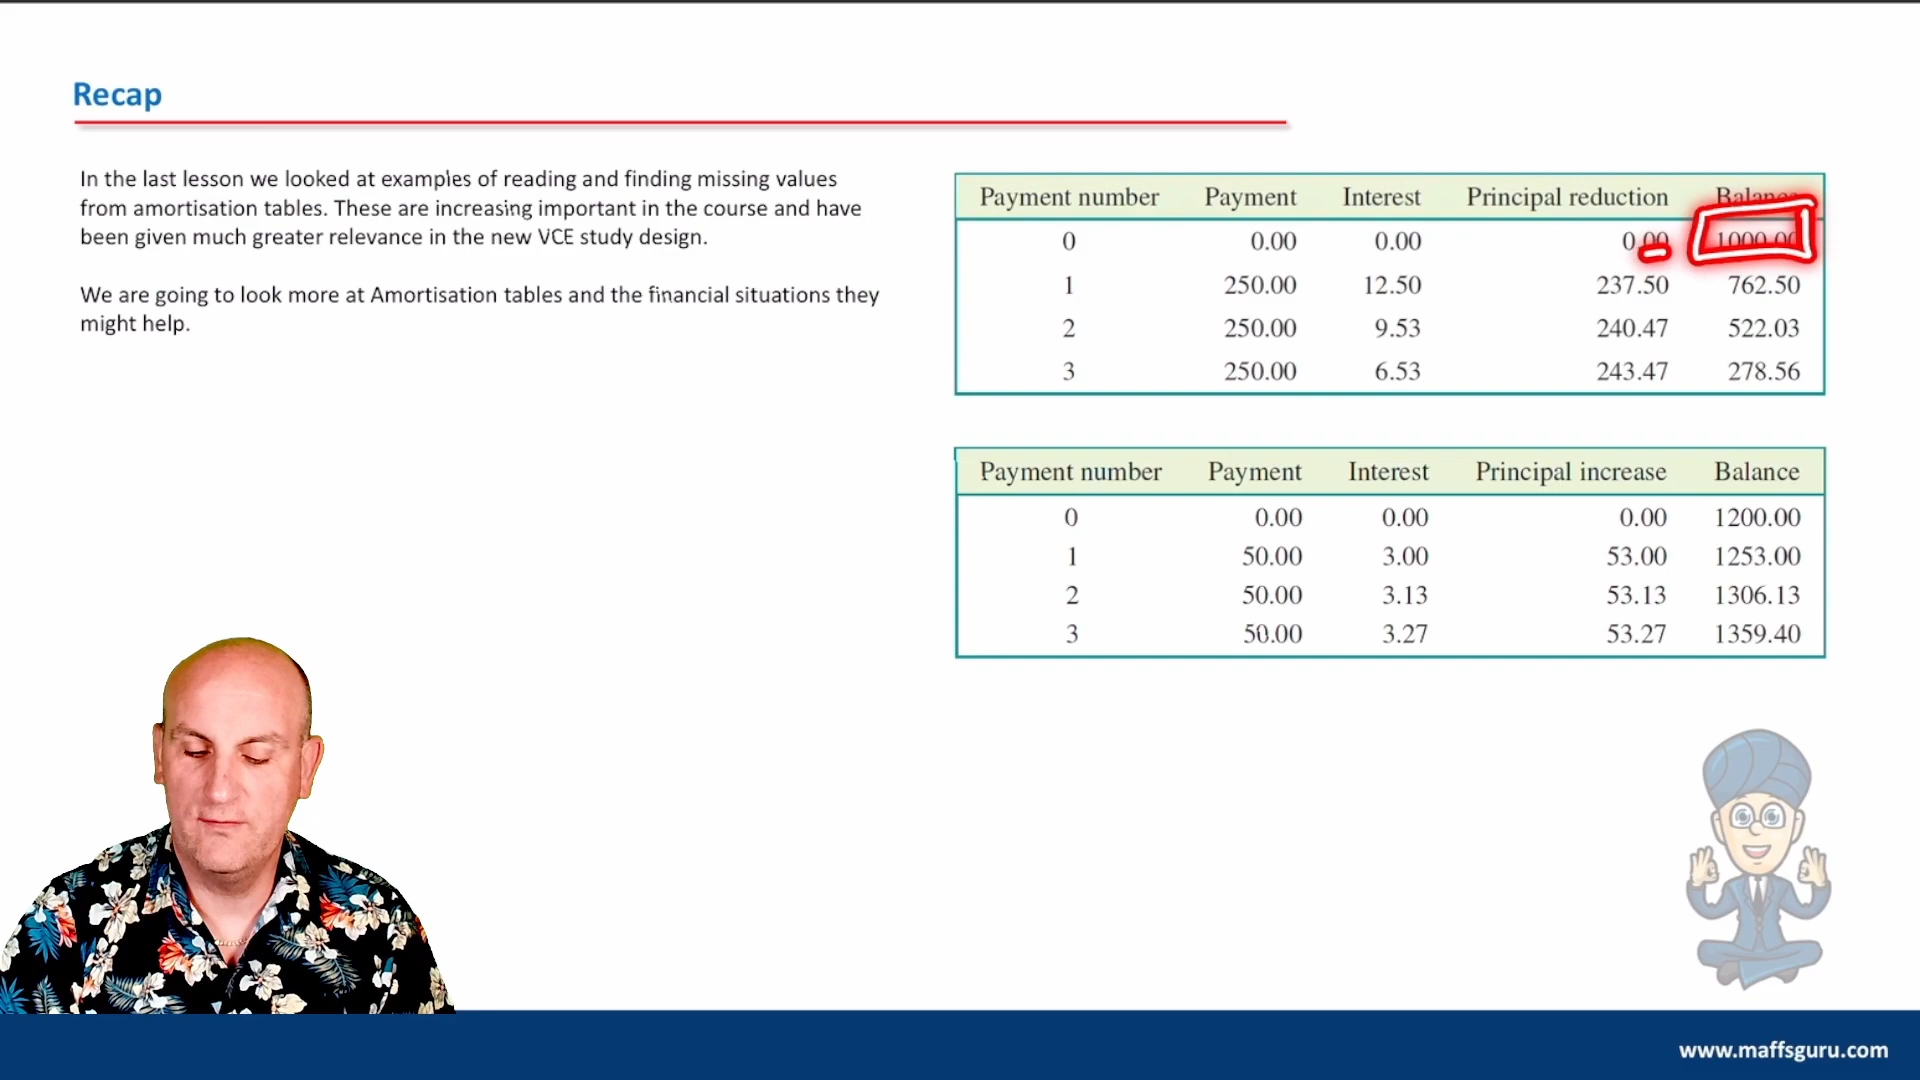 Recap
In the last lesson we looked at examples of reading and finding missing values
from amortisation tables. These are increasing important in the course and have
been given much greater relevance in the new VCE study design.
We are going to look more at Amortisation tables and the financial situations they
might help.
Payment number Payment Interest Principal reduction Balance
0 0.00 0.00 0.00 1000.00
1 250.00 12.50 237.50 762.50
2 250.00 9.53 240.47 522.03
3 250.00 6.53 243.47 278.56
Payment number Payment Interest Principal increase Balance
0 0.00 0.00 0.00 1200.00
1 50.00 3.00 53.00 1253.00
2 50.00 3.13 53.13 1306.13
3 50.00 3.27 53.27 1359.40
www.maffsguru.com